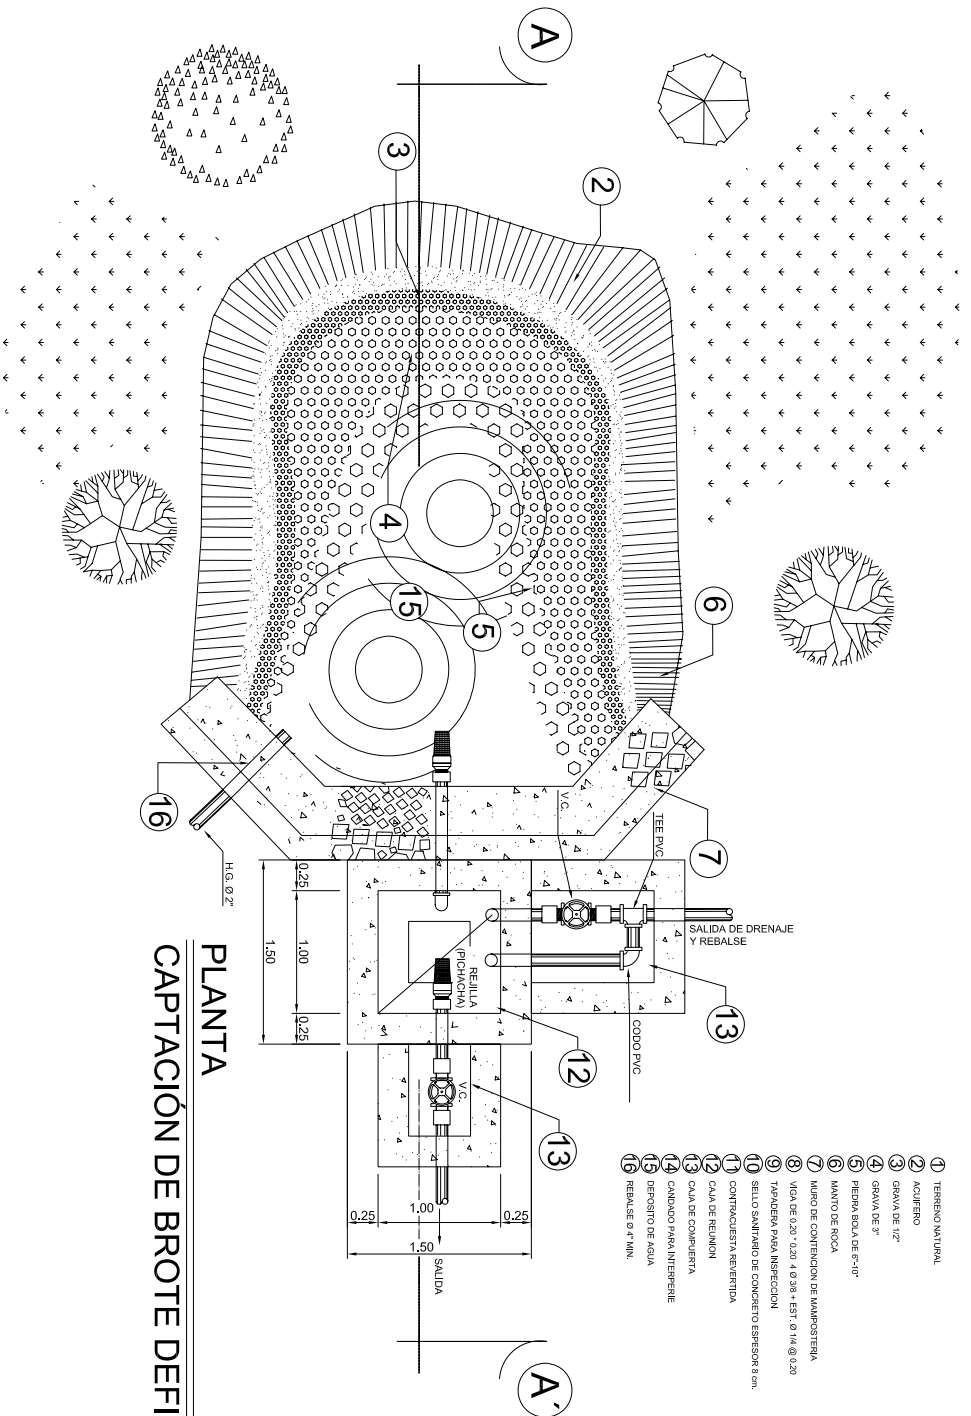 A
3
2
4
15
5
6
16
7
H.G. Ø 2"
V.C.
TEE PVC
SALIDA DE DRENAJE
Y REBALSE
13
CODO PVC
REJILLA
(PICHACHA)
12
V.C.
13
0.25
1.00
0.25
1.50
0.25
1.00
0.25
1.50
SALIDA
A´
1 TERRENO NATURAL
2 ACUIFERO
3 GRAVA DE 1/2"
4 GRAVA DE 3"
5 PIEDRA BOLA DE 6"-10"
6 MANTO DE ROCA
7 MURO DE CONTENCION DE MAMPOSTERIA
8 VIGA DE 0.20 * 0.20 4 Ø 3/8 + EST. Ø 1/4 @ 0.20
9 TAPADERA PARA INSPECCION
10 SELLO SANITARIO DE CONCRETO ESPESOR 8 cm.
11 CONTRACUESTA REVERTIDA
12 CAJA DE REUNION
13 CAJA DE COMPUERTA
14 CANDADO PARA INTERPERIE
15 DEPOSITO DE AGUA
16 REBALSE Ø 4" MIN.
PLANTA
CAPTACIÓN DE BROTE DEFI